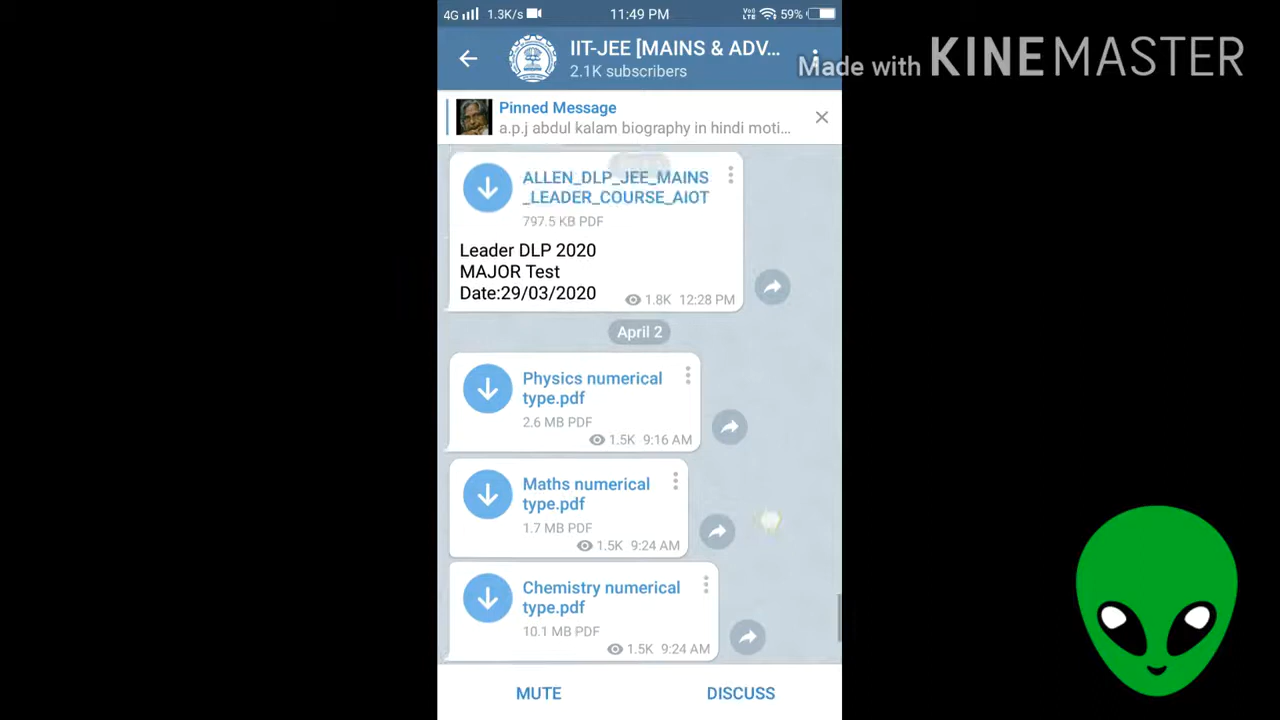 4G 1.3K/s 11:49 PM VoLTE 59%
IIT-JEE [MAINS & ADV...
2.1K subscribers
Made with KINEMASTER
Pinned Message
a.p.j abdul kalam biography in hindi moti...
ALLEN_DLP_JEE_MAINS
_LEADER_COURSE_AIOT
797.5 KB PDF
Leader DLP 2020
MAJOR Test
Date:29/03/2020
1.8K 12:28 PM
April 2
Physics numerical
type.pdf
2.6 MB PDF
1.5K 9:16 AM
Maths numerical
type.pdf
1.7 MB PDF
1.5K 9:24 AM
Chemistry numerical
type.pdf
10.1 MB PDF
1.5K 9:24 AM
MUTE DISCUSS